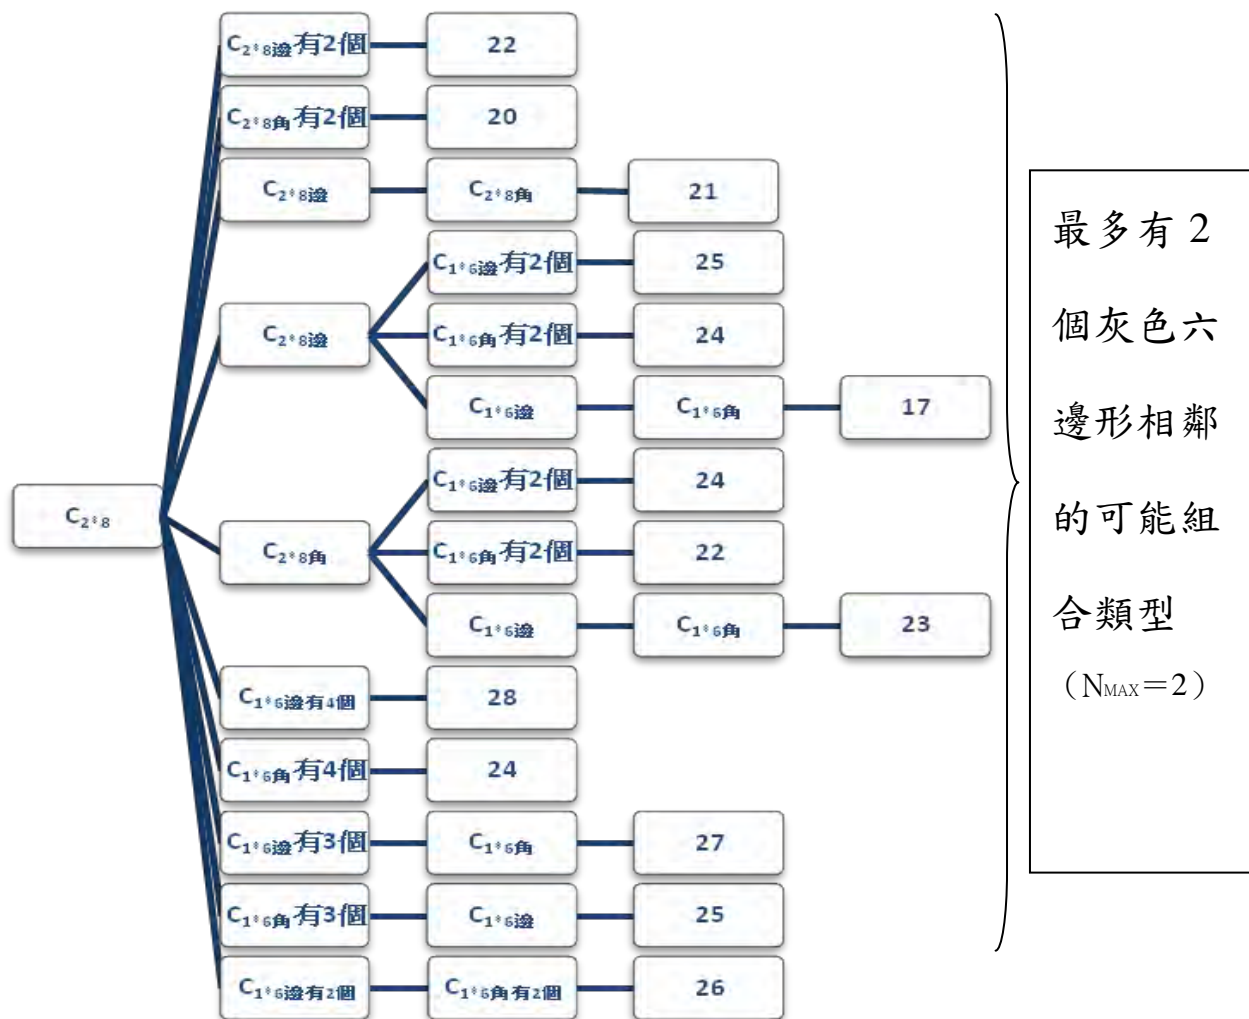 C2*8
C2*8邊有2個
22
C2*8角有2個
20
C2*8邊
C2*8角
21
C2*8邊
C1*6邊有2個
25
C1*6角有2個
24
C1*6邊
C1*6角
17
C2*8角
C1*6邊有2個
24
C1*6角有2個
22
C1*6邊
C1*6角
23
C1*6邊有4個
28
C1*6角有4個
24
C1*6邊有3個
C1*6角
27
C1*6角有3個
C1*6邊
25
C1*6邊有2個
C1*6角有2個
26
最多有 2
個灰色六
邊形相鄰
的可能組
合類型
（NMAX＝2）